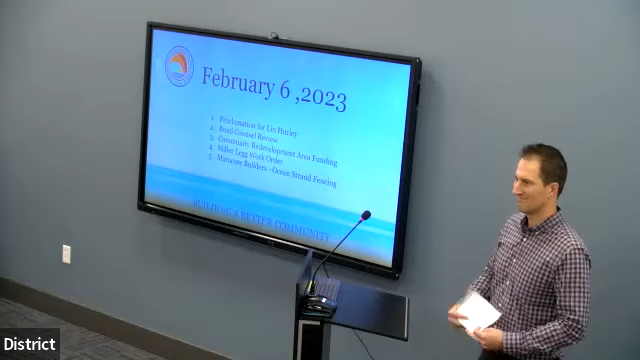 February 6 ,2023
1 Proclamation for Lin Hurley
2 Bond Counsel Review
3 Community Redevelopment Area Funding
4 Miller Legg Work Order
5 Manacore Builders -Ocean Strand Fencing
BUILDING A BETTER COMMUNITY
District